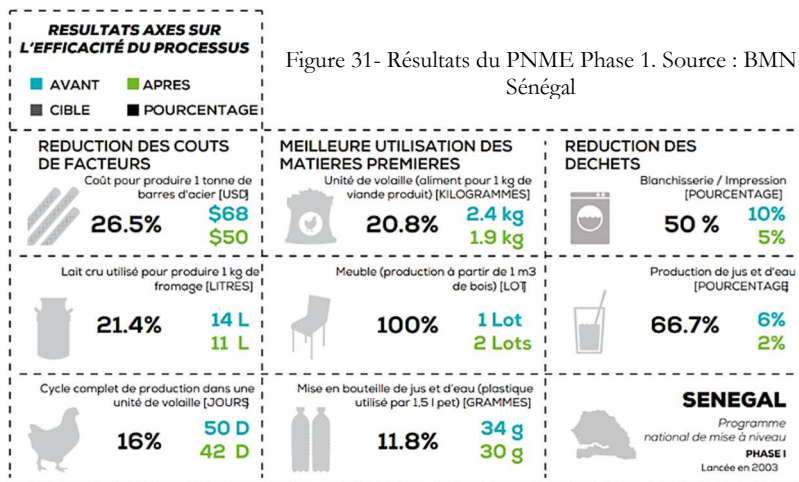 RESULTATS AXES SUR
L'EFFICACITÉ DU PROCESSUS
AVANT
APRES
CIBLE
POURCENTAGE
Figure 31- Résultats du PNME Phase 1. Source : BMN
Sénégal
REDUCTION DES COUTS
DE FACTEURS
Coût pour produire 1 tonne de
barres d'acier [USD]
26.5%
$68
$50
Lait cru utilisé pour produire 1 kg de
fromage [LITRES]
21.4%
14 L
11 L
Cycle complet de production dans une
unité de volaille [JOURS]
16%
50 D
42 D
MEILLEURE UTILISATION DES
MATIERES PREMIERES
Unité de volaille (aliment pour 1 kg de
viande produit) [KILOGRAMMES]
20.8%
2.4 kg
1.9 kg
Meuble (production à partir de 1 m3
de bois) [LOT]
100%
1 Lot
2 Lots
Mise en bouteille de jus et d'eau (plastique
utilisé par 1,5 l pet) [GRAMMES]
11.8%
34 g
30 g
REDUCTION DES
DECHETS
Blanchisserie / Impression
[POURCENTAGE]
50 %
10%
5%
Production de jus et d'eau
[POURCENTAGE]
66.7%
6%
2%
SENEGAL
Programme
national de mise à niveau
PHASE I
Lancée en 2003